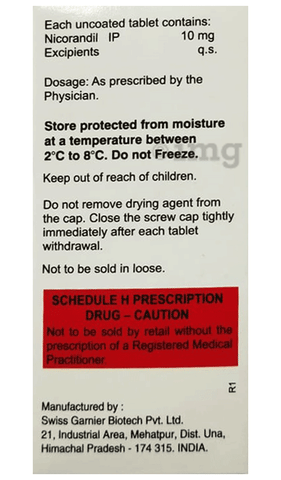 Each uncoated tablet contains:
Nicorandil IP 10 mg
Excipients q.s.
Dosage: As prescribed by the
Physician.
Store protected from moisture
at a temperature between
2°C to 8°C. Do not Freeze.
Keep out of reach of children.
Do not remove drying agent from
the cap. Close the screw cap tightly
immediately after each tablet
withdrawal.
Not to be sold in loose.
SCHEDULE H PRESCRIPTION
DRUG – CAUTION
Not to be sold by retail without the
prescription of a Registered Medical
Practitioner.
R1
Manufactured by :
Swiss Garnier Biotech Pvt. Ltd.
21, Industrial Area, Mehatpur, Dist. Una,
Himachal Pradesh - 174 315. INDIA.